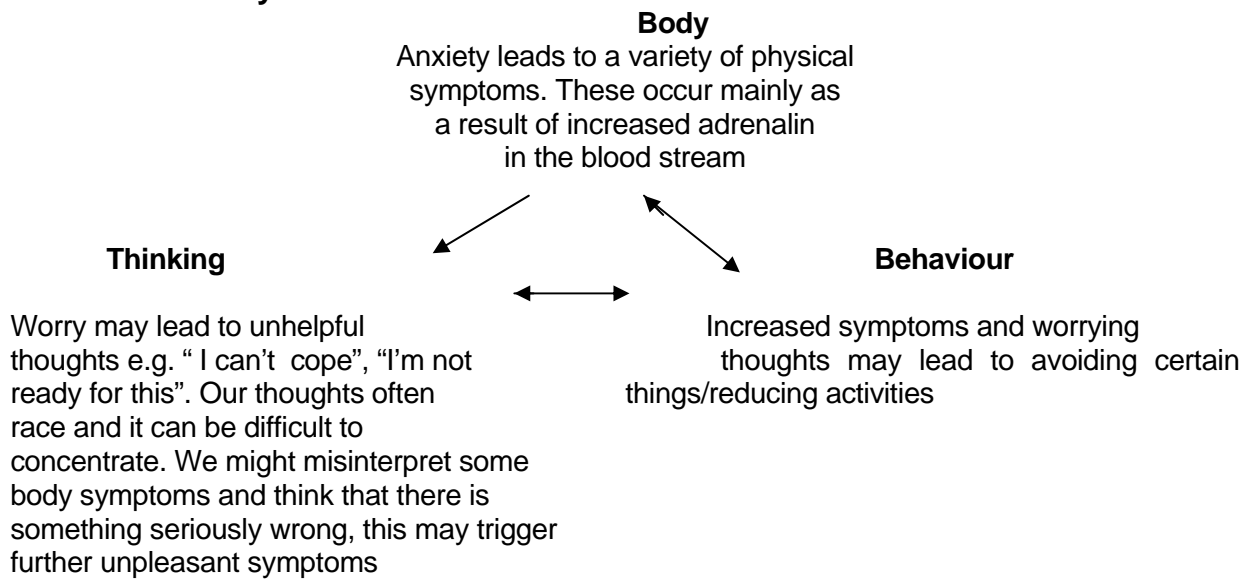 Body
Anxiety leads to a variety of physical
symptoms. These occur mainly as
a result of increased adrenalin
in the blood stream
Thinking
Worry may lead to unhelpful
thoughts e.g. “ I can’t cope”, “I’m not
ready for this”. Our thoughts often
race and it can be difficult to
concentrate. We might misinterpret some
body symptoms and think that there is
something seriously wrong, this may trigger
further unpleasant symptoms
Behaviour
Increased symptoms and worrying
thoughts may lead to avoiding certain
things/reducing activities